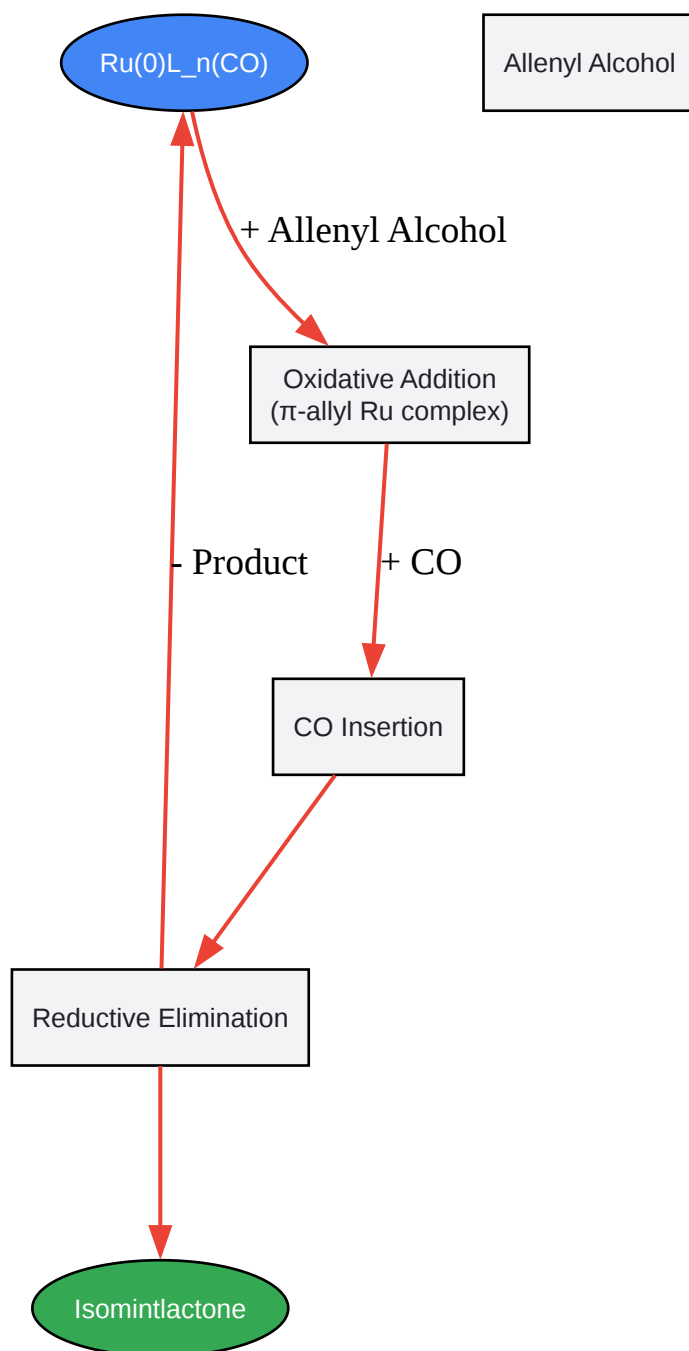 Ru(0)L_n(CO)
Allenyl Alcohol
+ Allenyl Alcohol
Oxidative Addition
(π-allyl Ru complex)
- Product
+ CO
CO Insertion
Reductive Elimination
Isomintlactone